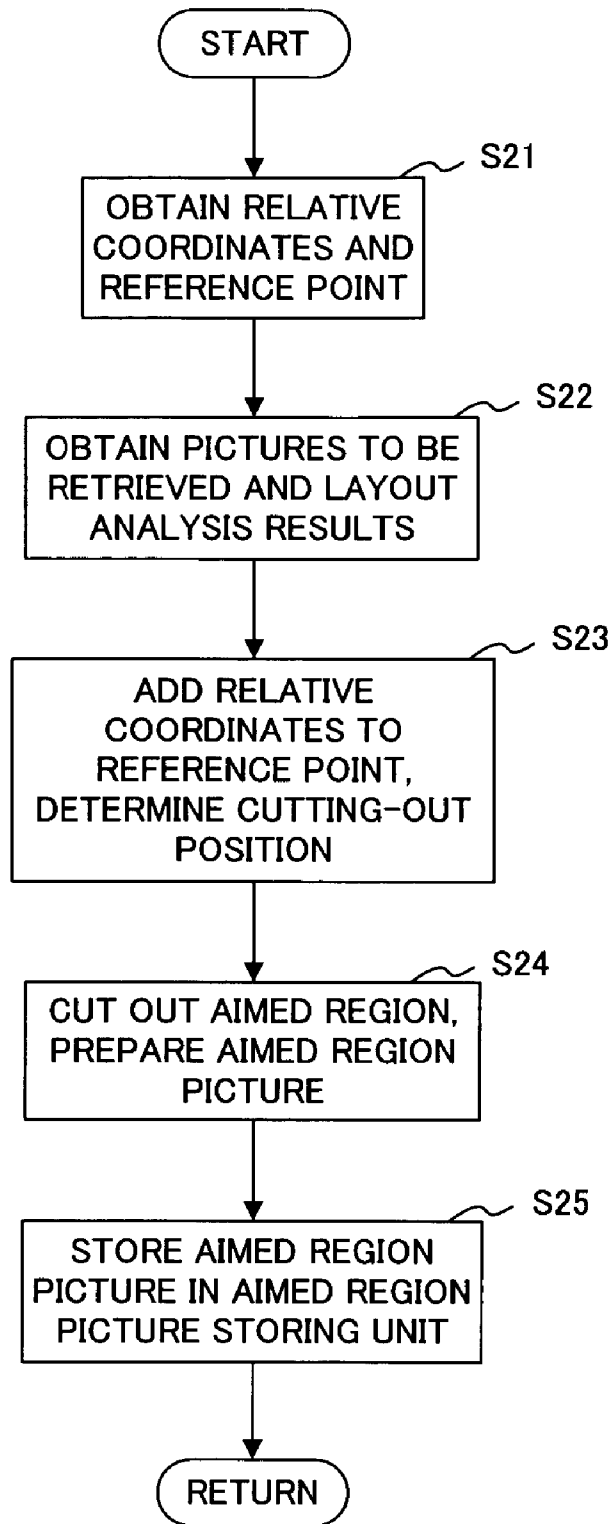 START
S21
OBTAIN RELATIVE
COORDINATES AND
REFERENCE POINT
S22
OBTAIN PICTURES TO BE
RETRIEVED AND LAYOUT
ANALYSIS RESULTS
S23
ADD RELATIVE
COORDINATES TO
REFERENCE POINT,
DETERMINE CUTTING-OUT
POSITION
S24
CUT OUT AIMED REGION,
PREPARE AIMED REGION
PICTURE
S25
STORE AIMED REGION
PICTURE IN AIMED REGION
PICTURE STORING UNIT
RETURN